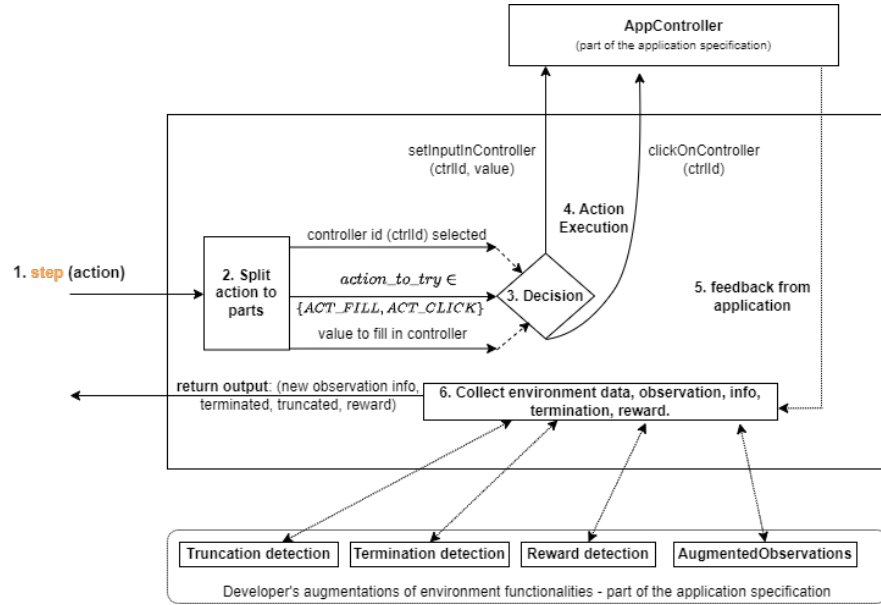 AppController
(part of the application specification)
setInputInController
(ctrlId, value)
clickOnController
(ctrlId)
4. Action
Execution
controller id (ctrlId) selected
1. step (action)
2. Split
action to
parts
action_to_try ∈
{ACT_FILL, ACT_CLICK}
3. Decision
5. feedback from
application
value to fill in controller
return output: (new observation info,
terminated, truncated, reward)
6. Collect environment data, observation, info,
termination, reward.
Truncation detection
Termination detection
Reward detection
AugmentedObservations
Developer's augmentations of environment functionalities - part of the application specification